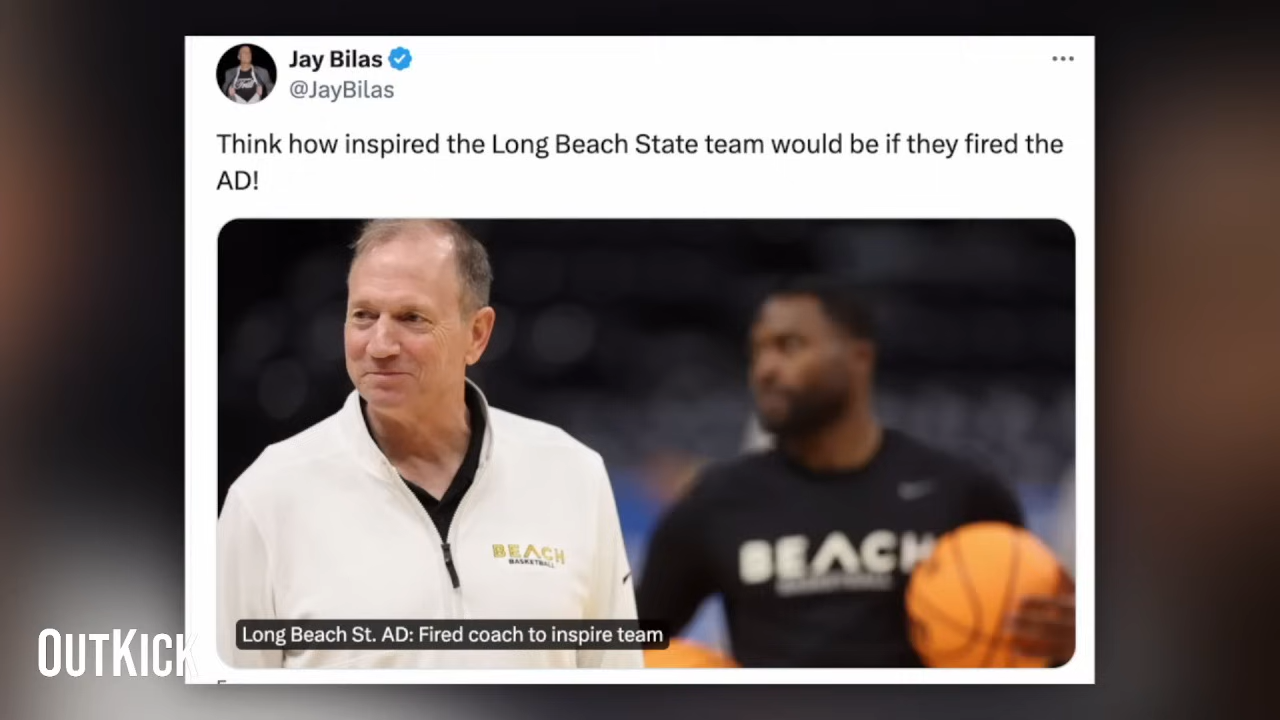 Jay Bilas
@JayBilas
Think how inspired the Long Beach State team would be if they fired the
AD!
BEACH
BASKETBALL
BEACH
Long Beach St. AD: Fired coach to inspire team
OUTKICK